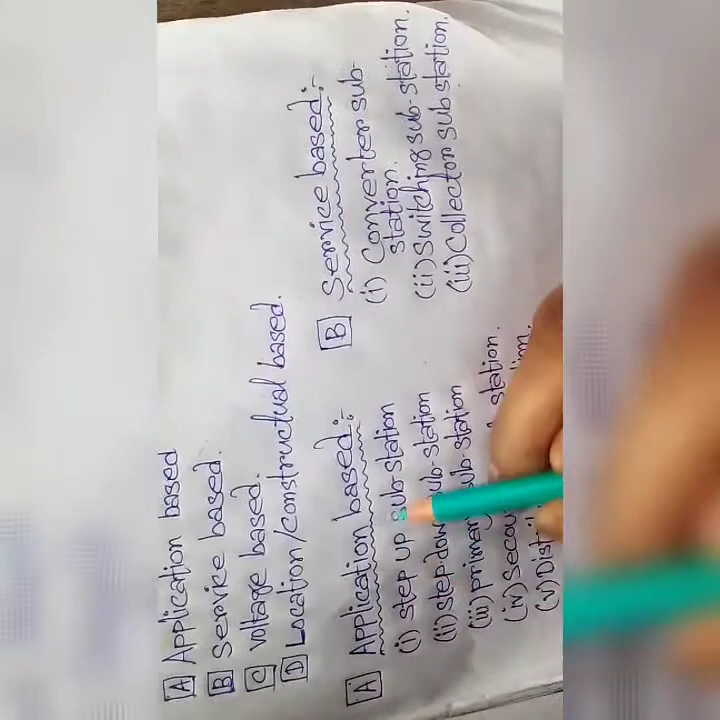 [A] Application based
[B] Service based.
[C] voltage based.
[D] Location/constructual based.
[A] Application based:-
(i) step up sub-station
(ii) step down sub-station
(iii) primary sub-station
(iv) station.
(v)
[B] Service based:-
(i) Converter sub-
station.
(ii) Switching sub-station.
(iii) Collector sub station.